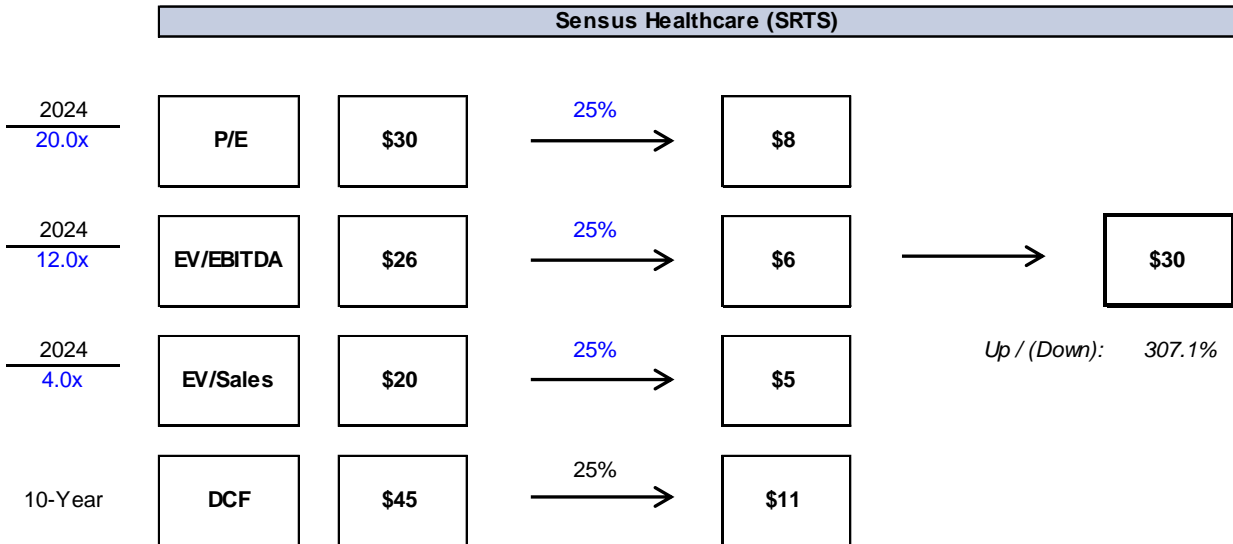 Sensus Healthcare (SRTS)
2024
20.0x
P/E
$30
25%
$8
2024
12.0x
EV/EBITDA
$26
25%
$6
$30
2024
4.0x
EV/Sales
$20
25%
$5
Up / (Down): 307.1%
10-Year
DCF
$45
25%
$11